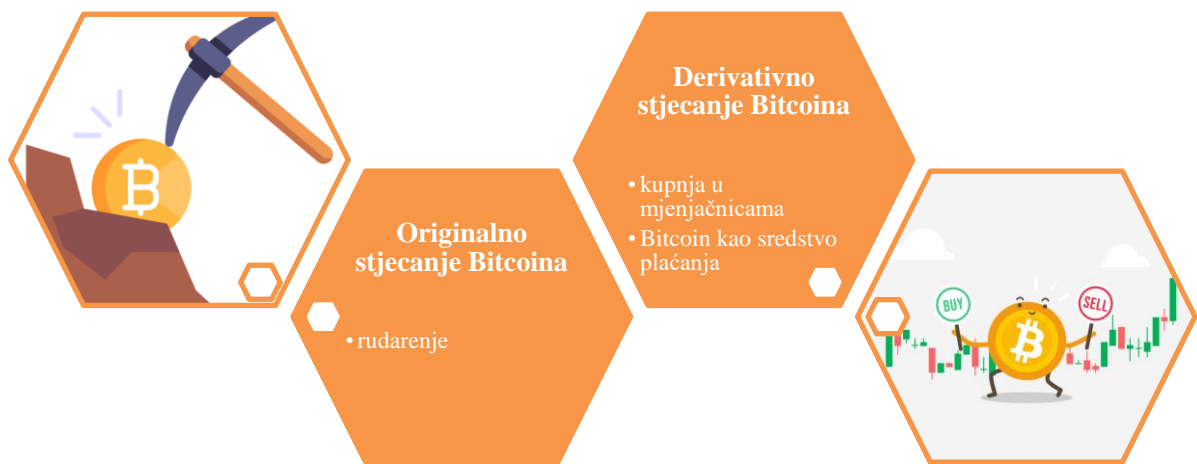 Originalno
stjecanje Bitcoina
• rudarenje
Derivativno
stjecanje Bitcoina
• kupnja u
mjenjačnicama
• Bitcoin kao sredstvo
plaćanja
BUY
SELL